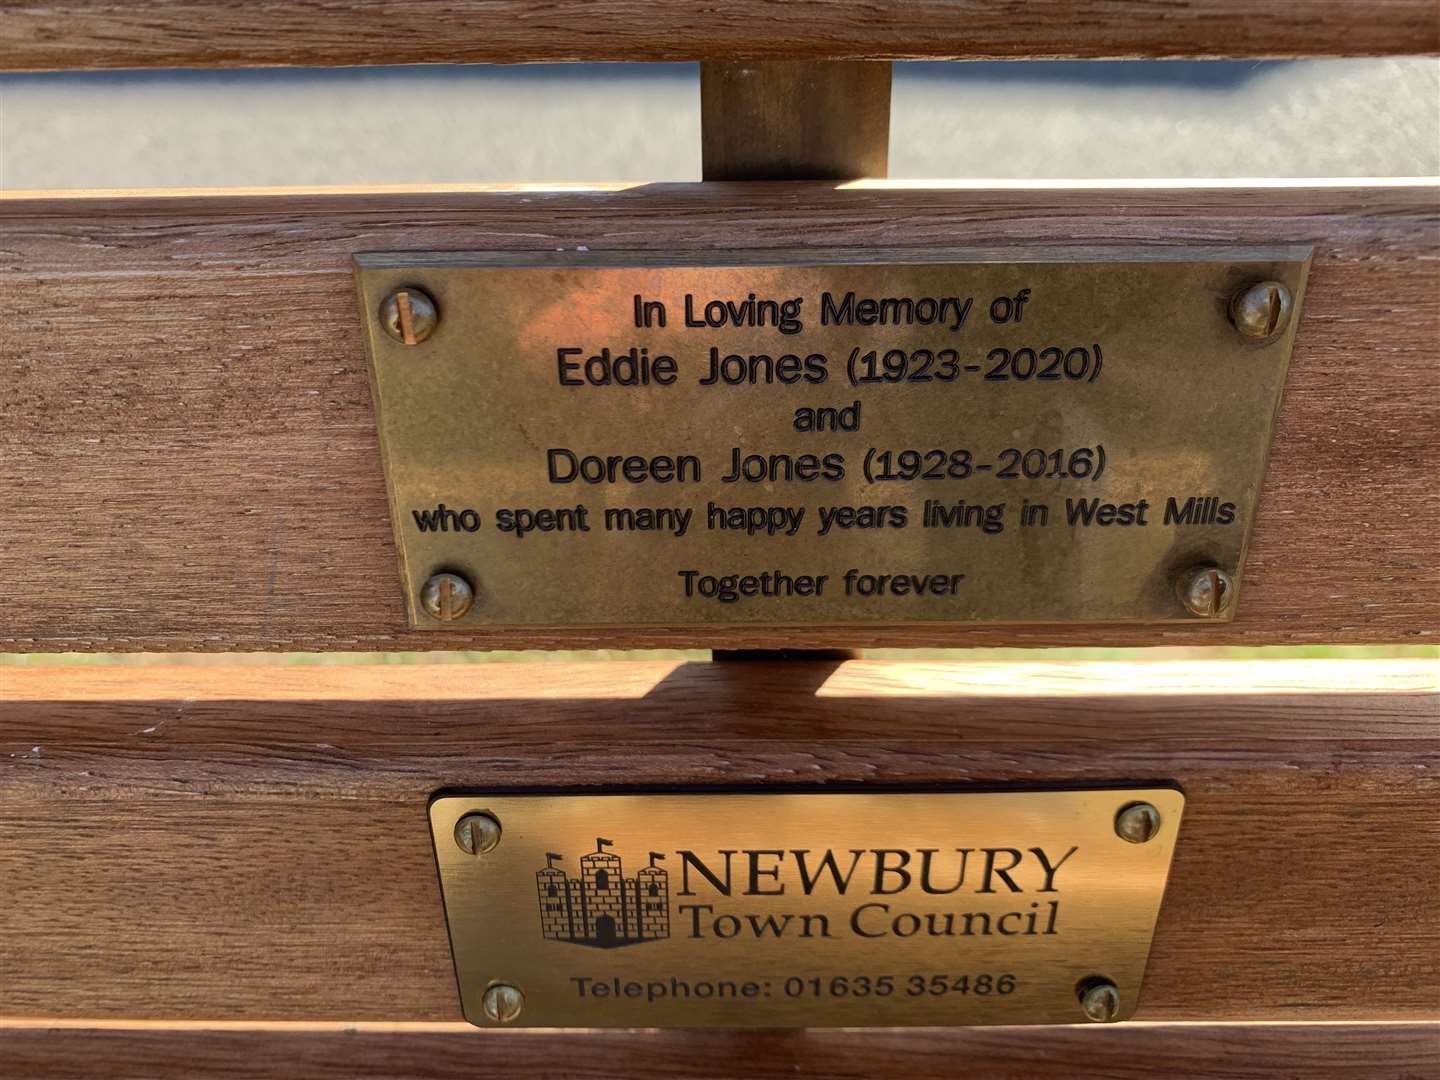 In Loving Memory of
Eddie Jones (1923-2020)
and
Doreen Jones (1928-2016)
who spent many happy years living in West Mills
Together forever
NEWBURY
Town Council
Telephone: 01635 35486